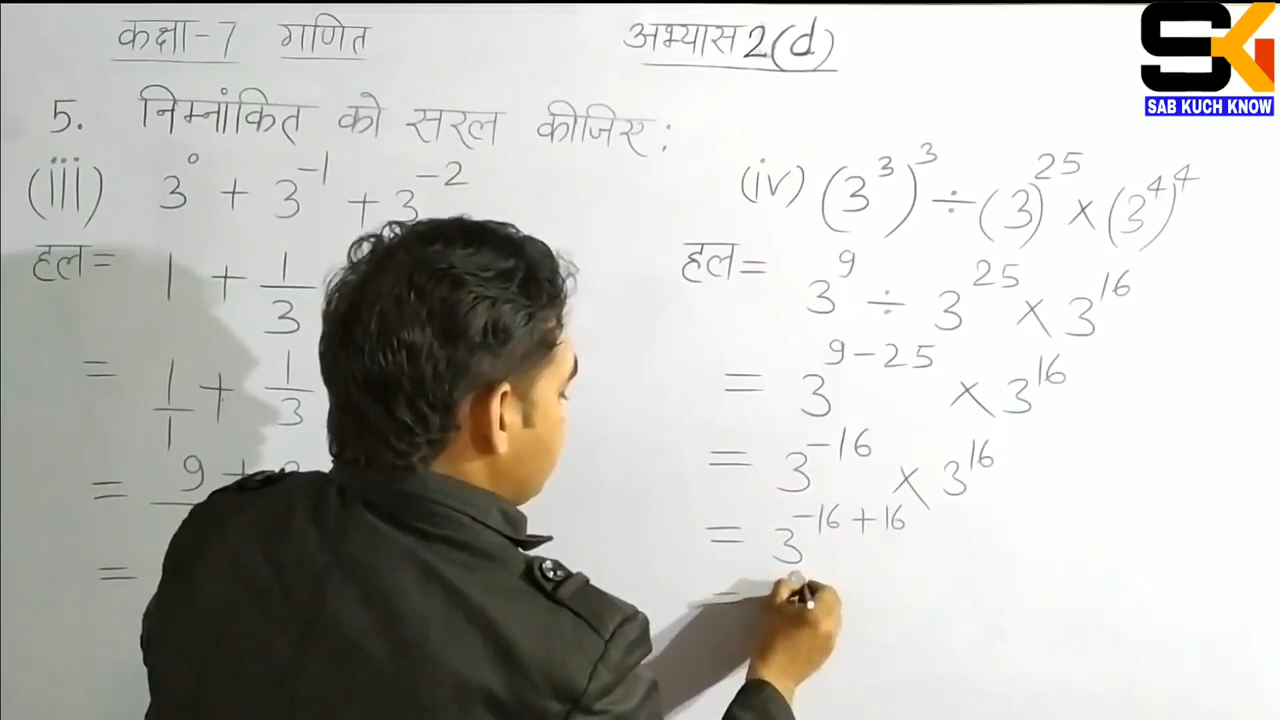 कक्षा-7 गणित
अभ्यास 2(d)
SK
SAB KUCH KNOW
5. निम्नांकित को सरल कीजिए:
(iii) 3⁰ + 3⁻¹ + 3⁻²
हल= 1 + 1/3
= 1/1 + 1/3
= 9 +
=
(iv) (3³)³ ÷ (3)²⁵ × (3⁴)⁴
हल= 3⁹ ÷ 3²⁵ × 3¹⁶
= 3⁹⁻²⁵ × 3¹⁶
= 3⁻¹⁶ × 3¹⁶
= 3⁻¹⁶⁺¹⁶
=